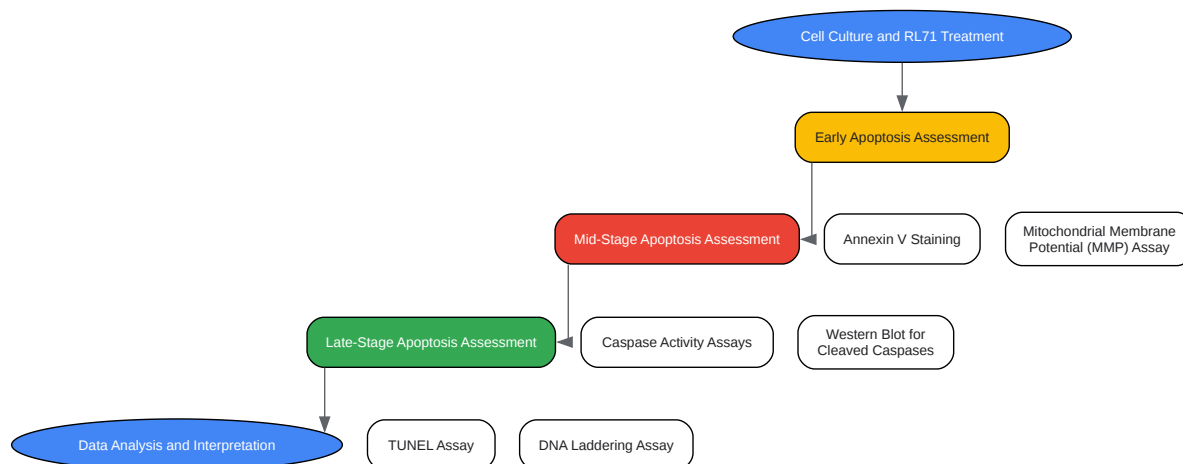 Cell Culture and RL71 Treatment
Early Apoptosis Assessment
Mid-Stage Apoptosis Assessment
Annexin V Staining
Mitochondrial Membrane
Potential (MMP) Assay
Late-Stage Apoptosis Assessment
Caspase Activity Assays
Western Blot for
Cleaved Caspases
Data Analysis and Interpretation
TUNEL Assay
DNA Laddering Assay